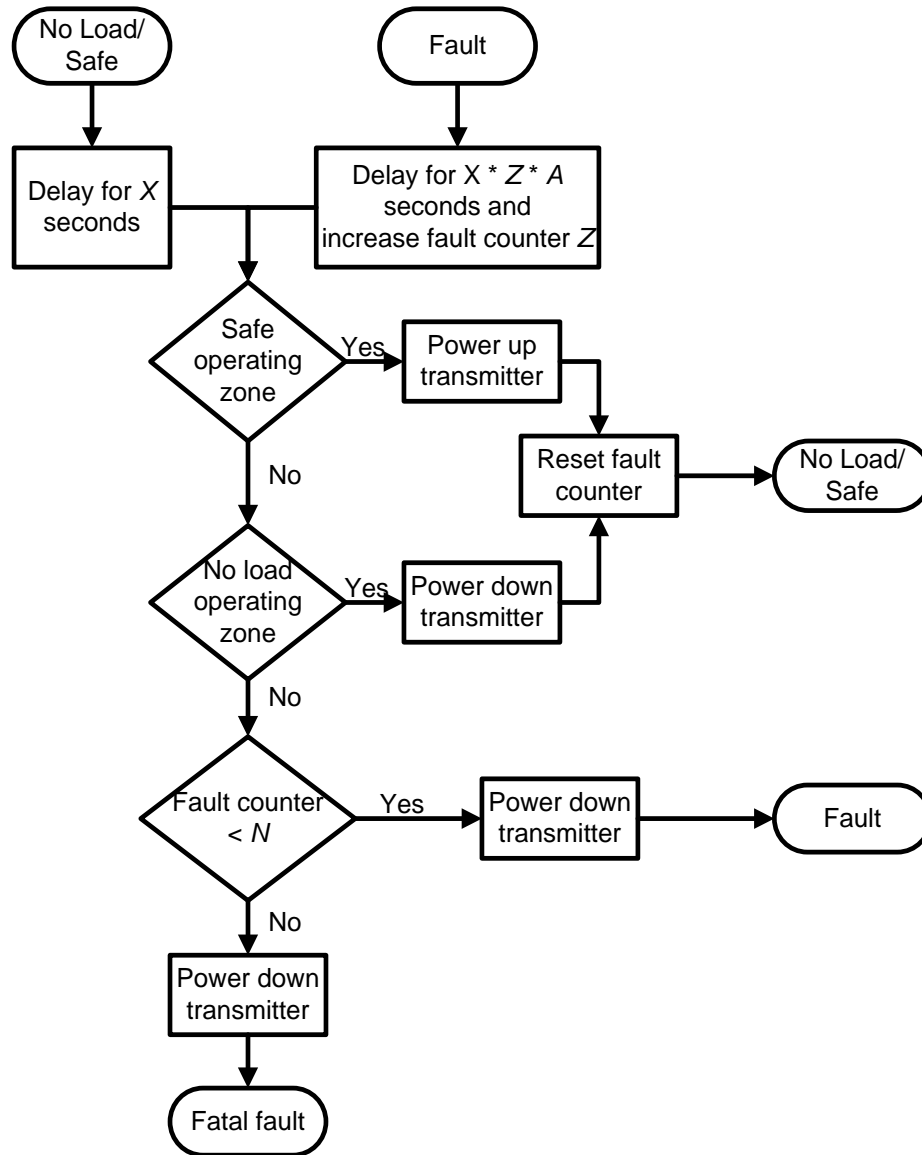 No Load/
Safe
Fault
Delay for X
seconds
Delay for X * Z * A
seconds and
increase fault counter Z
Safe
operating
zone
Yes
Power up
transmitter
No
Reset fault
counter
No Load/
Safe
No load
operating
zone
Yes
Power down
transmitter
No
Fault counter
< N
Yes
Power down
transmitter
Fault
No
Power down
transmitter
Fatal fault